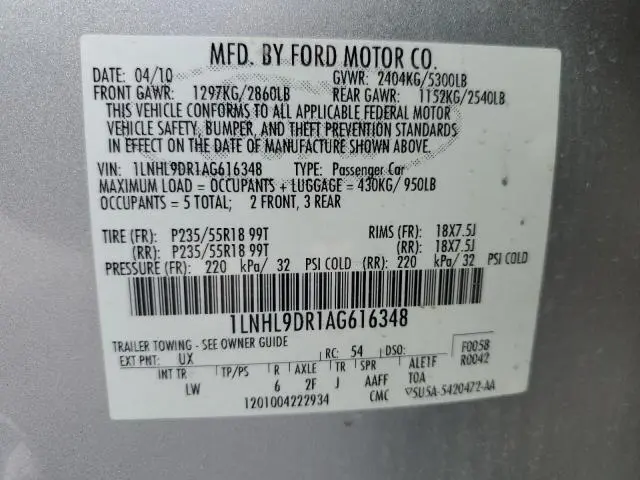 MFD. BY FORD MOTOR CO.
DATE: 04/10 GVWR: 2404KG/5300LB
FRONT GAWR: 1297KG/2860LB REAR GAWR: 1152KG/2540LB
THIS VEHICLE CONFORMS TO ALL APPLICABLE FEDERAL MOTOR
VEHICLE SAFETY, BUMPER, AND THEFT PREVENTION STANDARDS
IN EFFECT ON THE DATE OF MANUFACTURE SHOWN ABOVE.
VIN: 1LNHL9DR1AG616348 TYPE: Passenger Car
MAXIMUM LOAD = OCCUPANTS + LUGGAGE = 430KG/ 950LB
OCCUPANTS = 5 TOTAL; 2 FRONT, 3 REAR
TIRE (FR): P235/55R18 99T RIMS (FR): 18X7.5J
(RR): P235/55R18 99T (RR): 18X7.5J
PRESSURE (FR): 220 kPa/ 32 PSI COLD (RR): 220 kPa/ 32 PSI COLD
1LNHL9DR1AG616348
TRAILER TOWING - SEE OWNER GUIDE F0058
EXT PNT: UX RC: 54 DSO: R0042
INT TR TP/PS R AXLE TR SPR ALE1F
LW 6 2F J AAFF T0A
1201004222934 CMC 5U5A-5420472-AA